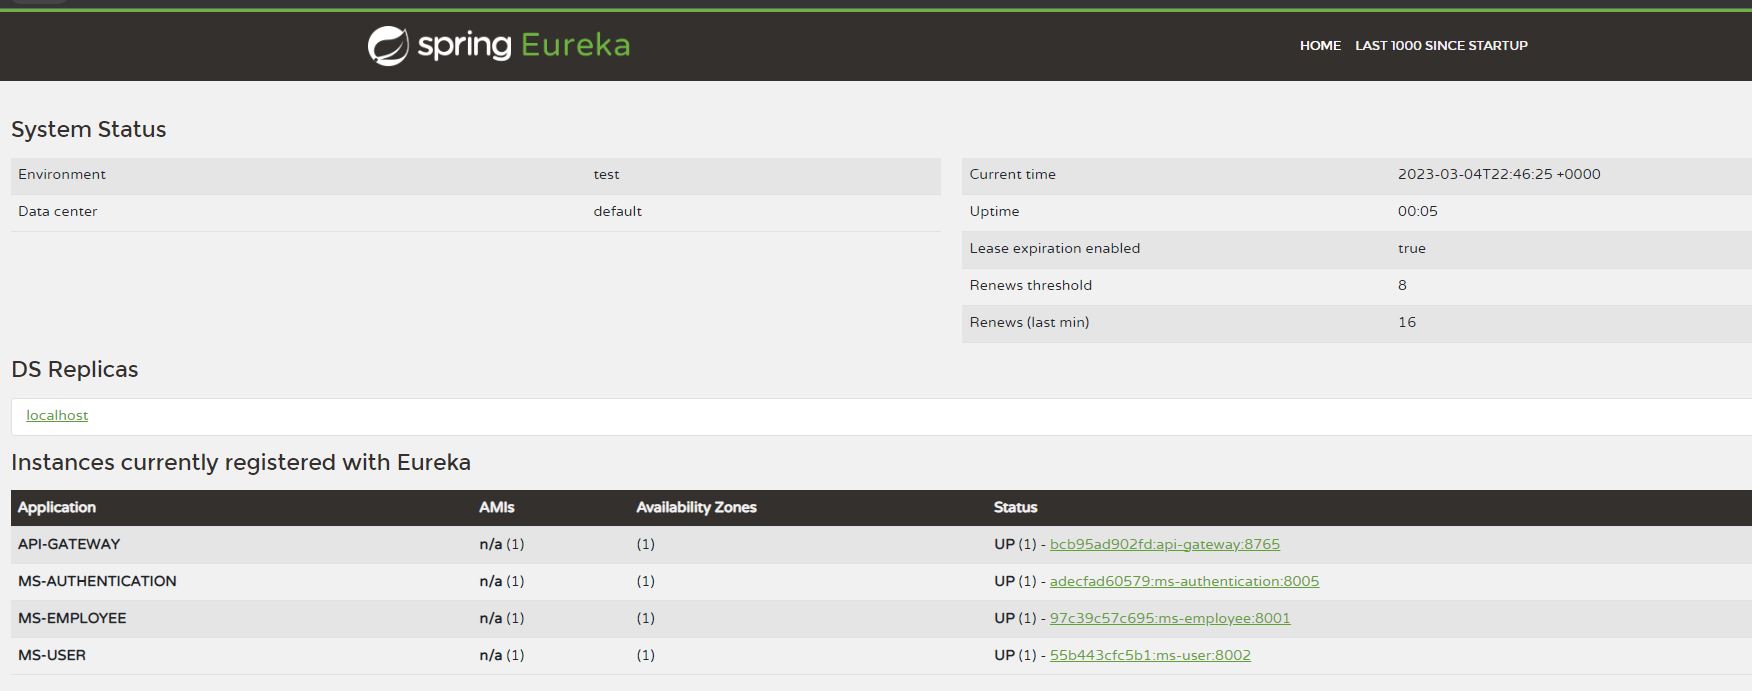 spring Eureka
HOME LAST 1000 SINCE STARTUP
System Status
Environment test
Data center default
Current time 2023-03-04T22:46:25 +0000
Uptime 00:05
Lease expiration enabled true
Renews threshold 8
Renews (last min) 16
DS Replicas
localhost
Instances currently registered with Eureka
Application AMIs Availability Zones Status
API-GATEWAY n/a (1) (1) UP (1) - bcb95ad902fd:api-gateway:8765
MS-AUTHENTICATION n/a (1) (1) UP (1) - adecfad60579:ms-authentication:8005
MS-EMPLOYEE n/a (1) (1) UP (1) - 97c39c57c695:ms-employee:8001
MS-USER n/a (1) (1) UP (1) - 55b443cfc5b1:ms-user:8002